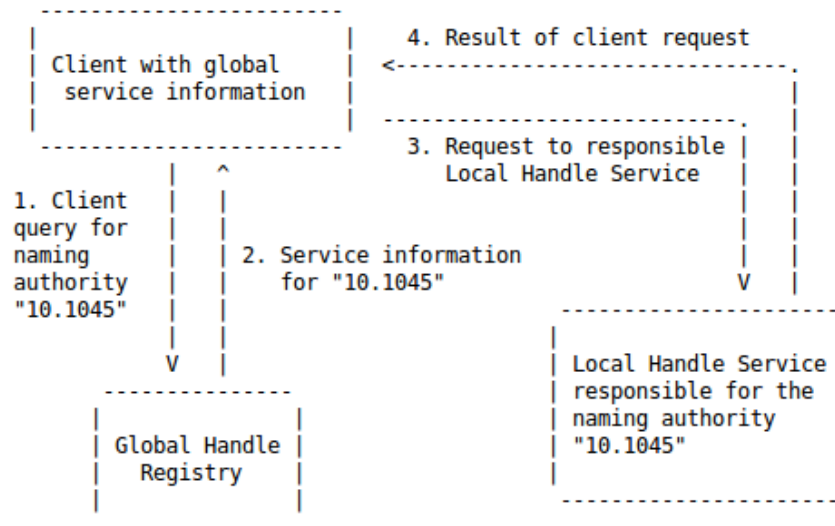 4. Result of client request
Client with global
service information
3. Request to responsible
Local Handle Service
1. Client
query for
naming
authority
"10.1045"
2. Service information
for "10.1045"
Global Handle
Registry
Local Handle Service
responsible for the
naming authority
"10.1045"